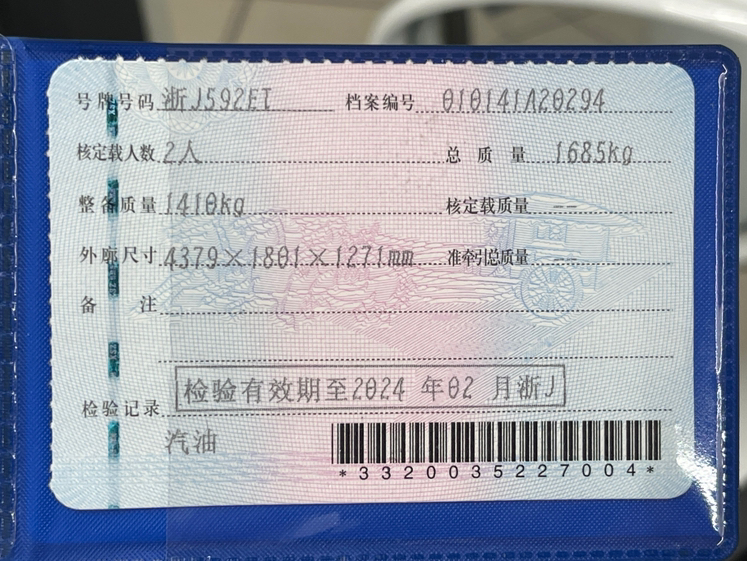 号牌号码 浙J592ET 档案编号 010141A20294
核定载人数 2人 总质量 1685kg
整备质量 1410kg 核定载质量 --
外廓尺寸 4379×1801×1271mm 准牵引总质量 --
备注
检验记录 检验有效期至2024 年02 月浙J
汽油
*3320035227004*